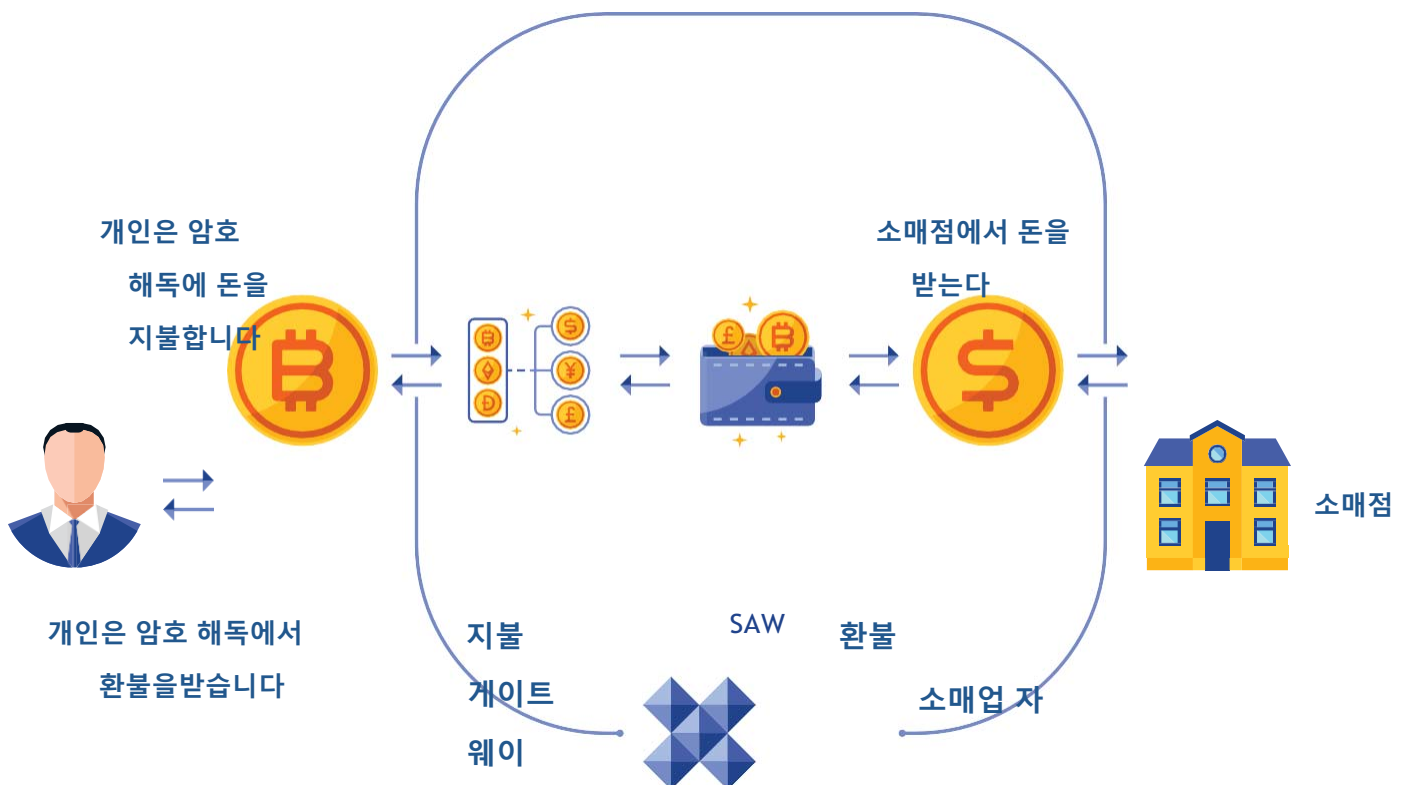 개인은 암호
해독에 돈을
지불합니다
소매점에서 돈을
받는다
소매점
개인은 암호 해독에서
환불을받습니다
지불
게이트
웨이
SAW
환불
소매업 자